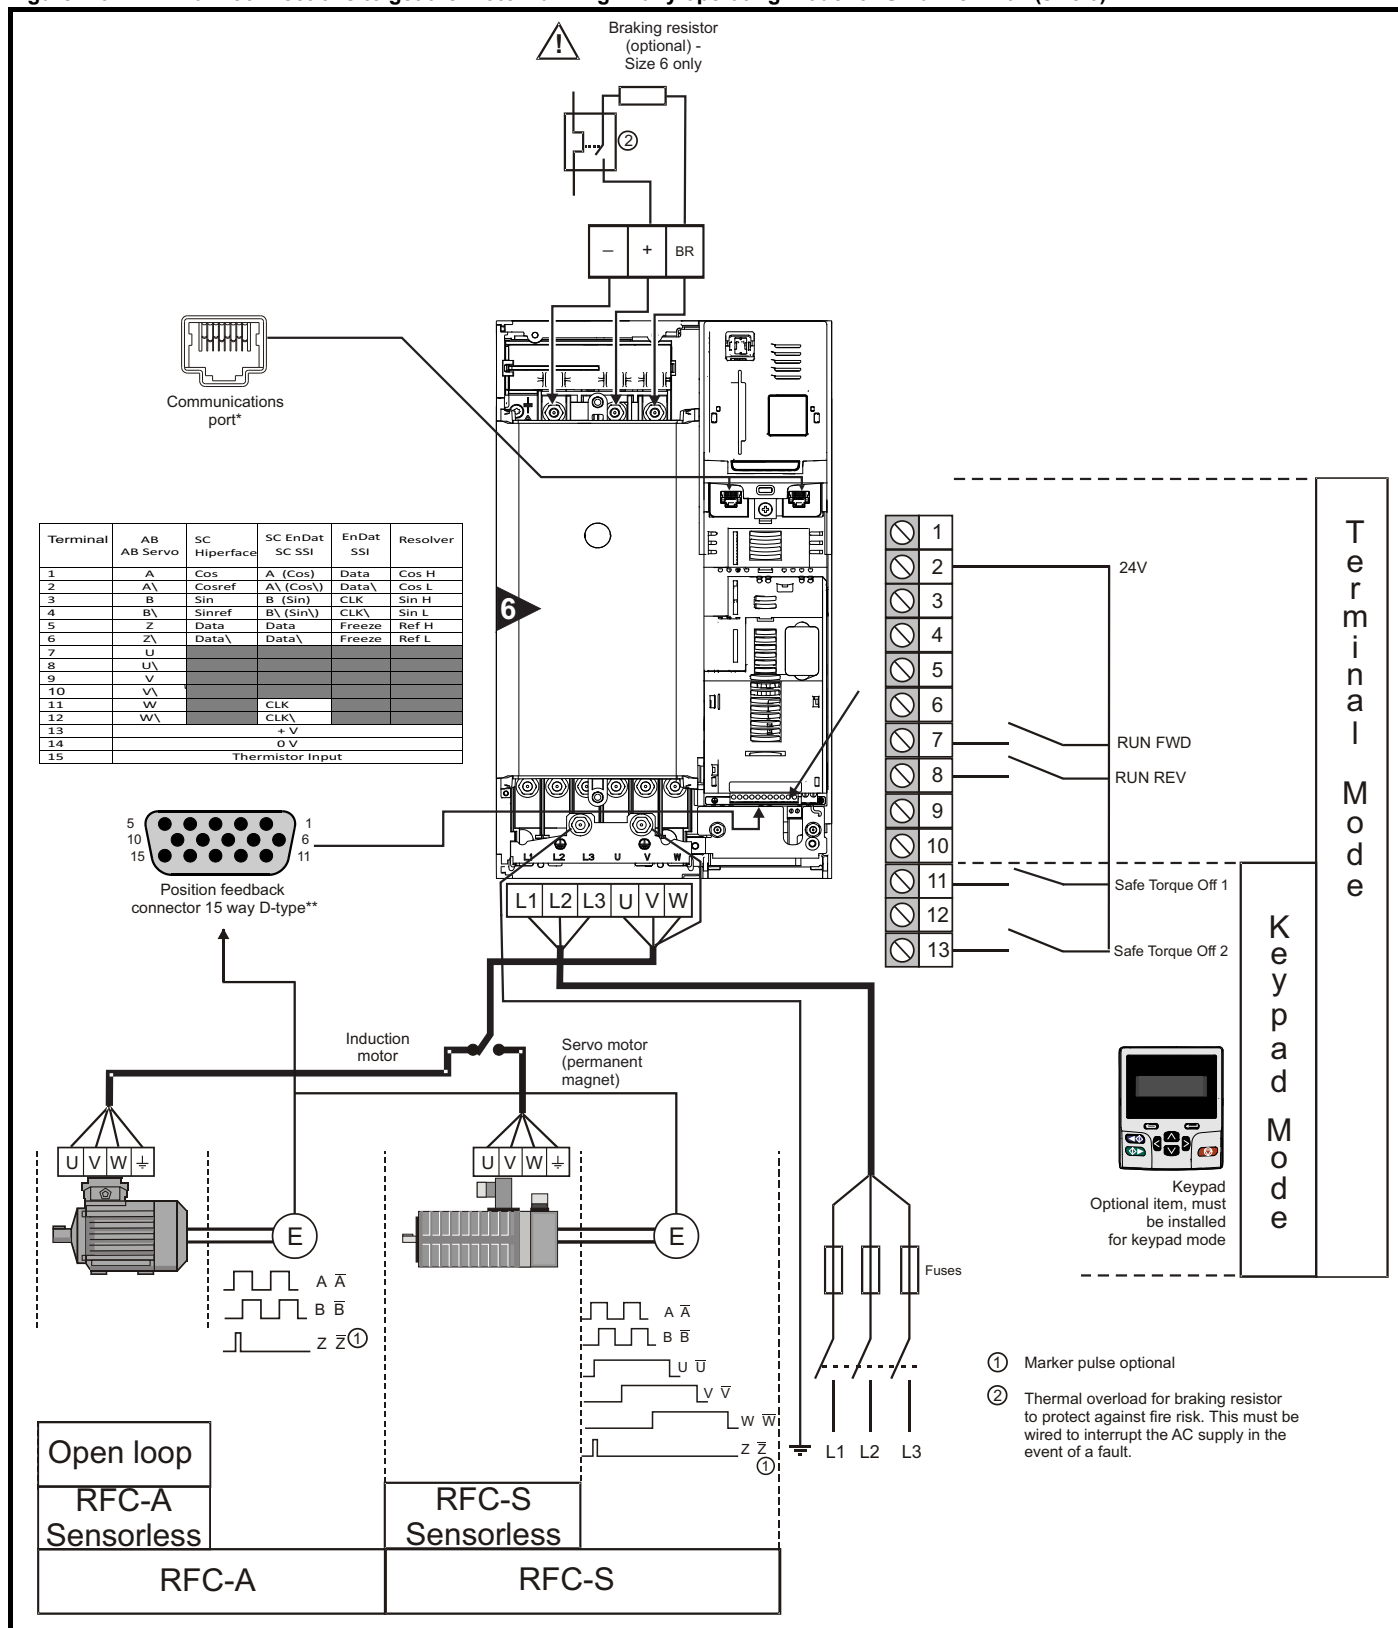 Braking resistor
(optional) -
Size 6 only
2
– + BR
Communications
port*
Terminal AB AB Servo SC Hiperface SC EnDat SC SSI EnDat SSI Resolver
1 A Cos A (Cos) Data Cos H
2 A\ Cosref A\ (Cos\) Data\ Cos L
3 B Sin B (Sin) CLK Sin H
4 B\ Sinref B\ (Sin\) CLK\ Sin L
5 Z Data Data Freeze Ref H
6 Z\ Data\ Data\ Freeze Ref L
7 U
8 U\
9 V
10 V\
11 W CLK
12 W\ CLK\
13 + V
14 0 V
15 Thermistor Input
6
5 1
10 6
15 11
Position feedback
connector 15 way D-type**
L1 L2 L3 U V W
L1 L2 L3 U V W
1
2 24V
3
4
5
6
7 RUN FWD
8 RUN REV
9
10
11 Safe Torque Off 1
12
13 Safe Torque Off 2
Terminal Mode
Keypad Mode
Keypad
Optional item, must
be installed
for keypad mode
Induction
motor
Servo motor
(permanent
magnet)
U V W
U V W
E
E
A A̅
B B̅
Z Z̅ 1
A A̅
B B̅
U U̅
V V̅
W W̅
Z Z̅
1
Fuses
L1 L2 L3
1 Marker pulse optional
2 Thermal overload for braking resistor
to protect against fire risk. This must be
wired to interrupt the AC supply in the
event of a fault.
Open loop
RFC-A
Sensorless
RFC-S
Sensorless
RFC-A
RFC-S